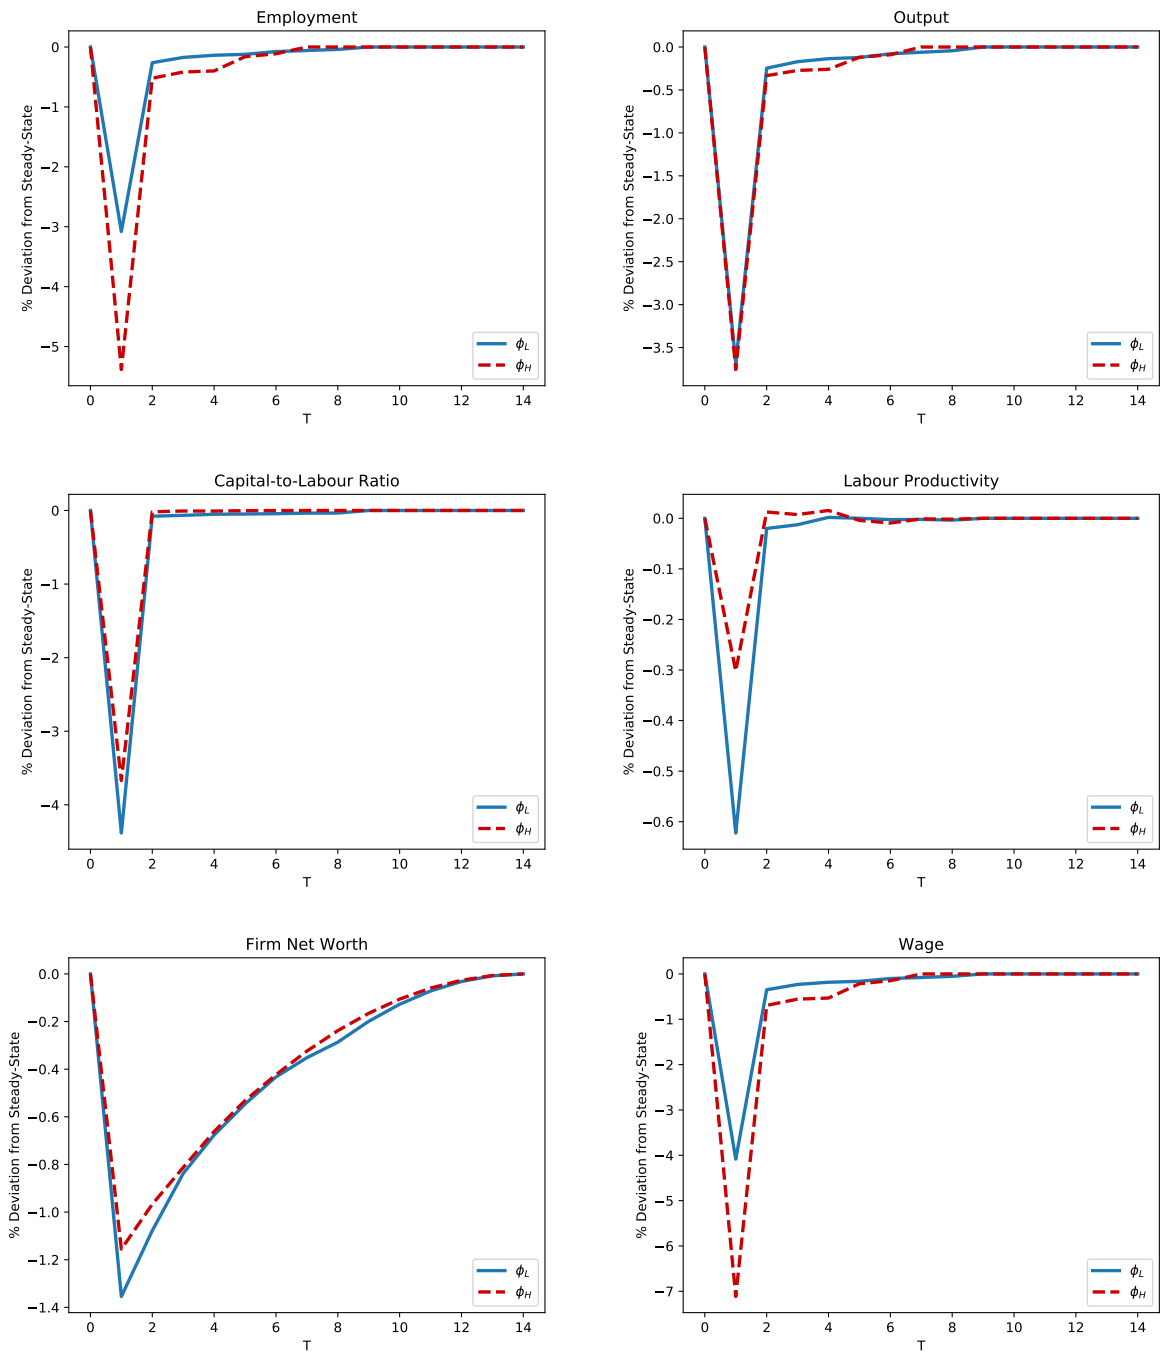 Employment
% Deviation from Steady-State
0
−1
−2
−3
−4
−5
0 2 4 6 8 10 12 14
T
ϕL
ϕH
Output
% Deviation from Steady-State
0.0
−0.5
−1.0
−1.5
−2.0
−2.5
−3.0
−3.5
0 2 4 6 8 10 12 14
T
ϕL
ϕH
Capital-to-Labour Ratio
% Deviation from Steady-State
0
−1
−2
−3
−4
0 2 4 6 8 10 12 14
T
ϕL
ϕH
Labour Productivity
% Deviation from Steady-State
0.0
−0.1
−0.2
−0.3
−0.4
−0.5
−0.6
0 2 4 6 8 10 12 14
T
ϕL
ϕH
Firm Net Worth
% Deviation from Steady-State
0.0
−0.2
−0.4
−0.6
−0.8
−1.0
−1.2
−1.4
0 2 4 6 8 10 12 14
T
ϕL
ϕH
Wage
% Deviation from Steady-State
0
−1
−2
−3
−4
−5
−6
−7
0 2 4 6 8 10 12 14
T
ϕL
ϕH